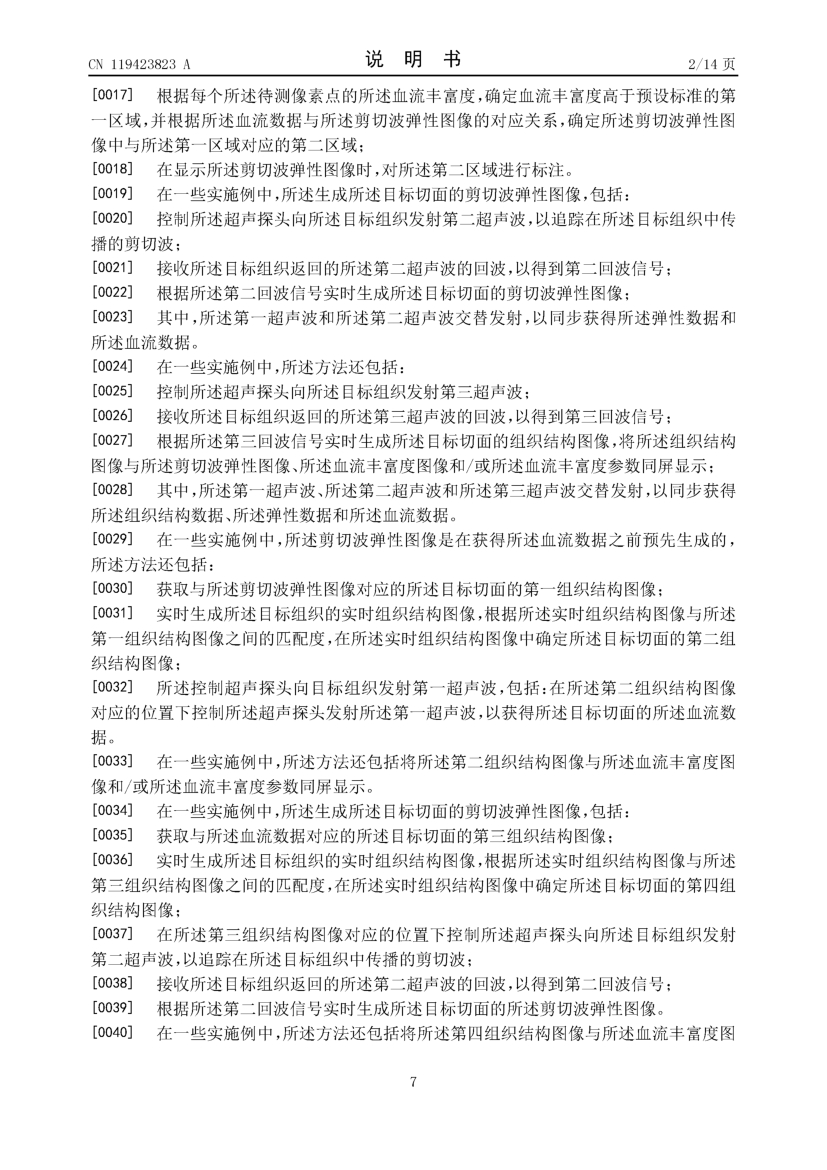 CN 119423823 A
说 明 书
2/14 页
[0017] 根据每个所述待测像素点的所述血流丰富度,确定血流丰富度高于预设标准的第
一区域,并根据所述血流数据与所述剪切波弹性图像的对应关系,确定所述剪切波弹性图
像中与所述第一区域对应的第二区域;
[0018] 在显示所述剪切波弹性图像时,对所述第二区域进行标注。
[0019] 在一些实施例中,所述生成所述目标切面的剪切波弹性图像,包括:
[0020] 控制所述超声探头向所述目标组织发射第二超声波,以追踪在所述目标组织中传
播的剪切波;
[0021] 接收所述目标组织返回的所述第二超声波的回波,以得到第二回波信号;
[0022] 根据所述第二回波信号实时生成所述目标切面的剪切波弹性图像;
[0023] 其中,所述第一超声波和所述第二超声波交替发射,以同步获得所述弹性数据和
所述血流数据。
[0024] 在一些实施例中,所述方法还包括:
[0025] 控制所述超声探头向所述目标组织发射第三超声波;
[0026] 接收所述目标组织返回的所述第三超声波的回波,以得到第三回波信号;
[0027] 根据所述第三回波信号实时生成所述目标切面的组织结构图像,将所述组织结构
图像与所述剪切波弹性图像、所述血流丰富度图像和/或所述血流丰富度参数同屏显示;
[0028] 其中,所述第一超声波、所述第二超声波和所述第三超声波交替发射,以同步获得
所述组织结构数据、所述弹性数据和所述血流数据。
[0029] 在一些实施例中,所述剪切波弹性图像是在获得所述血流数据之前预先生成的,
所述方法还包括:
[0030] 获取与所述剪切波弹性图像对应的所述目标切面的第一组织结构图像;
[0031] 实时生成所述目标组织的实时组织结构图像,根据所述实时组织结构图像与所述
第一组织结构图像之间的匹配度,在所述实时组织结构图像中确定所述目标切面的第二组
织结构图像;
[0032] 所述控制超声探头向目标组织发射第一超声波,包括:在所述第二组织结构图像
对应的位置下控制所述超声探头发射所述第一超声波,以获得所述目标切面的所述血流数
据。
[0033] 在一些实施例中,所述方法还包括将所述第二组织结构图像与所述血流丰富度图
像和/或所述血流丰富度参数同屏显示。
[0034] 在一些实施例中,所述生成所述目标切面的剪切波弹性图像,包括:
[0035] 获取与所述血流数据对应的所述目标切面的第三组织结构图像;
[0036] 实时生成所述目标组织的实时组织结构图像,根据所述实时组织结构图像与所述
第三组织结构图像之间的匹配度,在所述实时组织结构图像中确定所述目标切面的第四组
织结构图像;
[0037] 在所述第三组织结构图像对应的位置下控制所述超声探头向所述目标组织发射
第二超声波,以追踪在所述目标组织中传播的剪切波;
[0038] 接收所述目标组织返回的所述第二超声波的回波,以得到第二回波信号;
[0039] 根据所述第二回波信号实时生成所述目标切面的所述剪切波弹性图像。
[0040] 在一些实施例中,所述方法还包括将所述第四组织结构图像与所述血流丰富度图
7